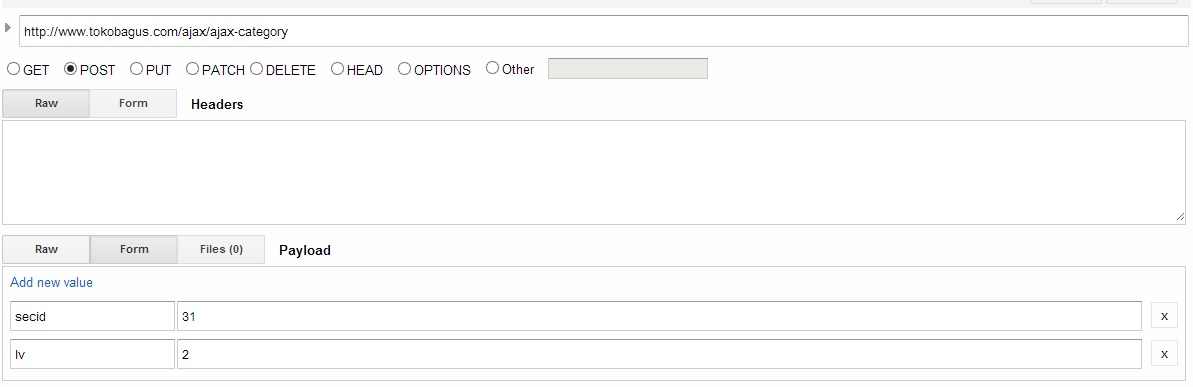 http://www.tokobagus.com/ajax/ajax-category
GET POST PUT PATCH DELETE HEAD OPTIONS Other
Raw Form Headers
Raw Form Files (0) Payload
Add new value
secid 31 x
lv 2 x